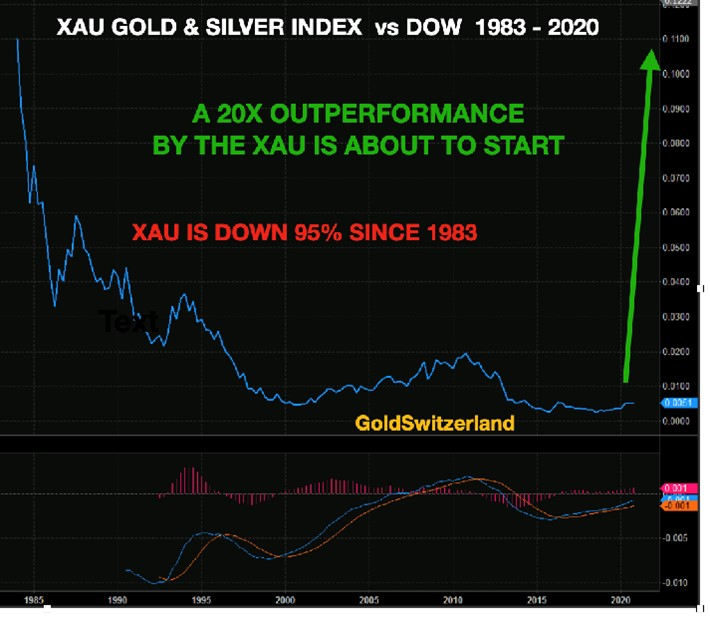 0.1222
XAU GOLD & SILVER INDEX vs DOW 1983 - 2020
0.1100
0.1000
A 20X OUTPERFORMANCE
0.0900
BY THE XAU IS ABOUT TO START
0.0800
0.0700
0.0600
XAU IS DOWN 95% SINCE 1983
0.0500
0.0400
0.0300
Text
0.0200
0.0100
0.0051
0.0000
GoldSwitzerland
0.001
-0.001
-0.005
-0.010
1985 1990 1995 2000 2005 2010 2015 2020